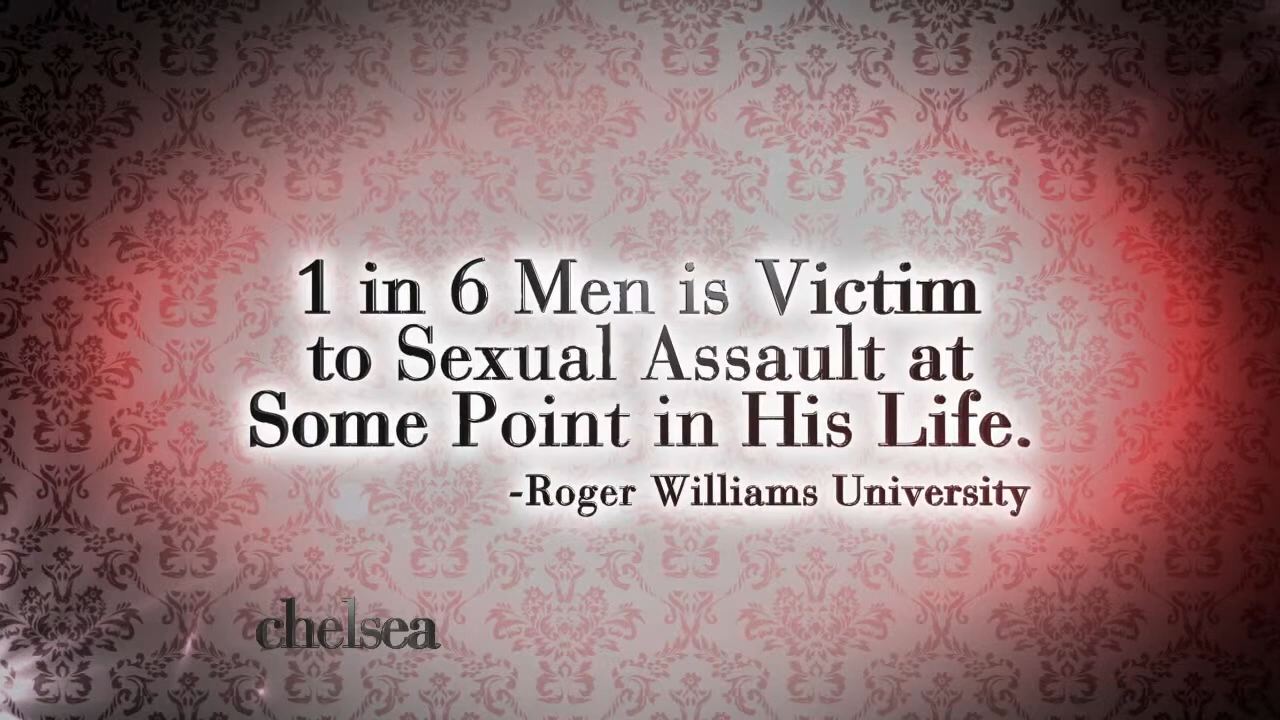 1 in 6 Men is Victim
to Sexual Assault at
Some Point in His Life.
-Roger Williams University
chelsea